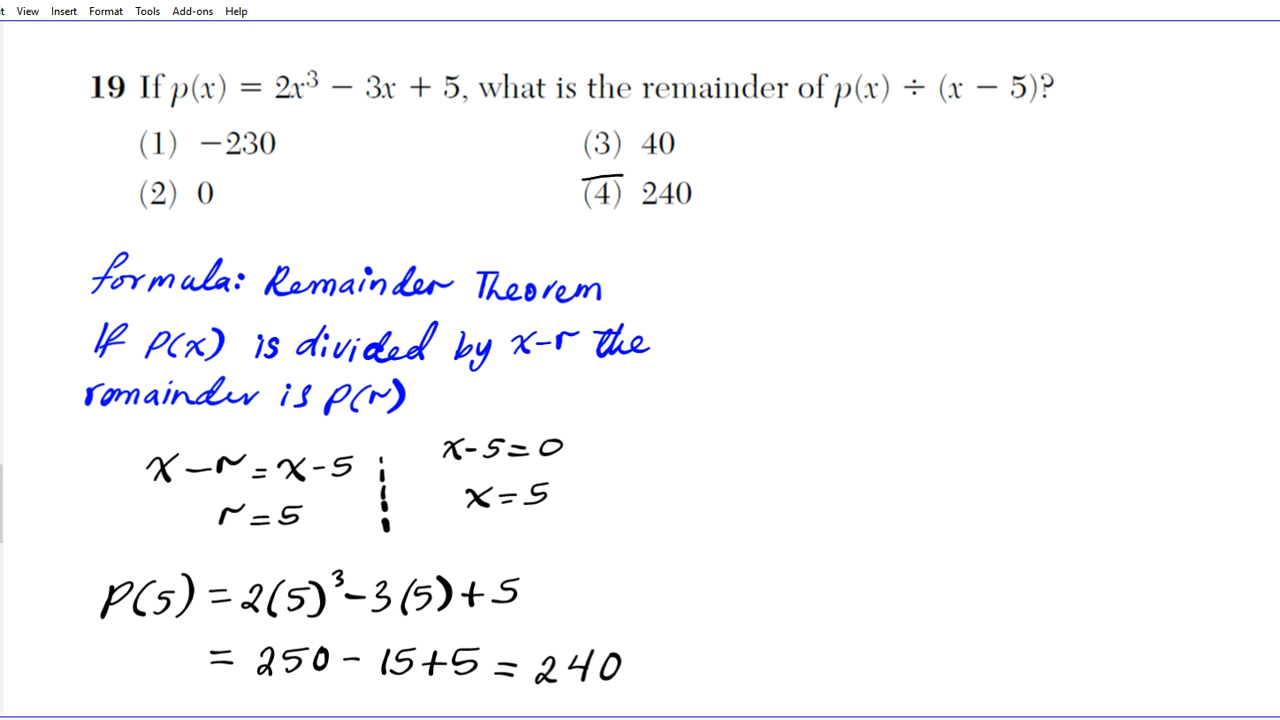 it View Insert Format Tools Add-ons Help
19 If p(x) = 2x³ − 3x + 5, what is the remainder of p(x) ÷ (x − 5)?
(1) −230 (3) 40
(2) 0 (4) 240
formula: Remainder Theorem
If P(x) is divided by x-r the
remainder is P(r)
x-r=x-5 x-5=0
r=5 x=5
P(5) = 2(5)³-3(5)+5
= 250 - 15+5 = 240